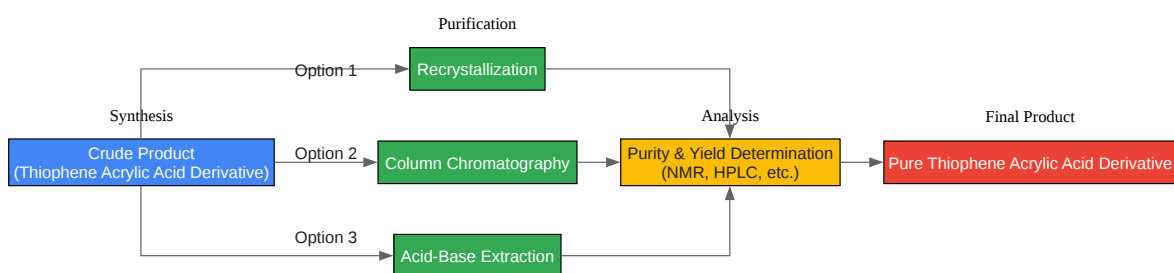 Purification
Option 1
Recrystallization
Synthesis
Analysis
Final Product
Crude Product
(Thiophene Acrylic Acid Derivative)
Option 2
Column Chromatography
Purity & Yield Determination
(NMR, HPLC, etc.)
Pure Thiophene Acrylic Acid Derivative
Option 3
Acid-Base Extraction